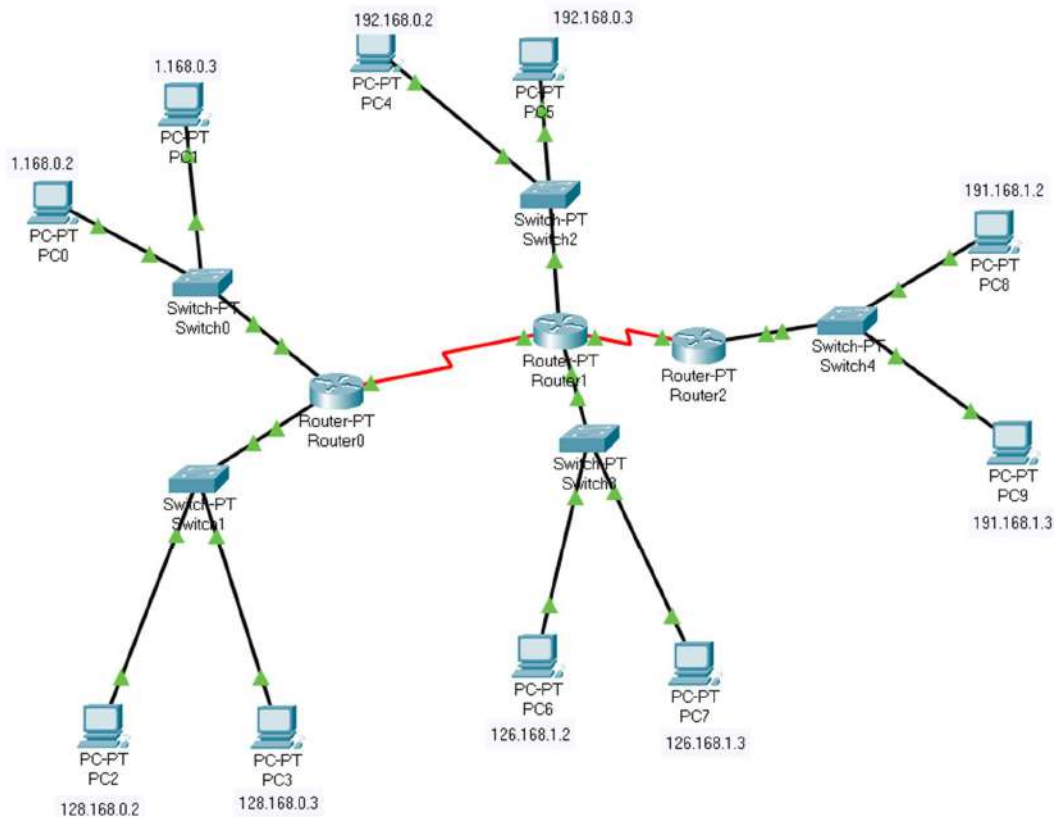 192.168.0.2
192.168.0.3
PC-PT
PC4
PC-PT
PC5
1.168.0.3
PC-PT
PC1
1.168.0.2
PC-PT
PC0
Switch-PT
Switch2
191.168.1.2
PC-PT
PC8
Switch-PT
Switch0
Switch-PT
Switch4
Router-PT
Router1
Router-PT
Router2
Router-PT
Router0
Switch-PT
Switch3
PC-PT
PC9
191.168.1.3
Switch-PT
Switch1
PC-PT
PC6
126.168.1.2
PC-PT
PC7
126.168.1.3
PC-PT
PC2
128.168.0.2
PC-PT
PC3
128.168.0.3